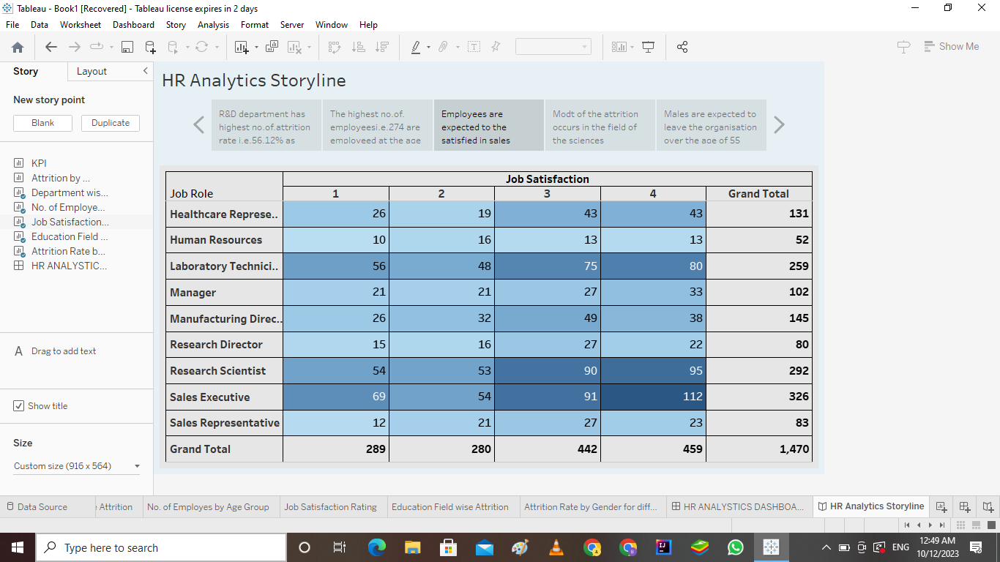 Tableau - Book1 [Recovered] - Tableau license expires in 2 days
File Data Worksheet Dashboard Story Analysis Format Server Window Help
Show Me
Story Layout
New story point
Blank Duplicate
KPI
Attrition by ...
Department wis...
No. of Employe...
Job Satisfaction...
Education Field ...
Attrition Rate b...
HR ANALYSTIC...
A Drag to add text
Show title
Size
Custom size (916 x 564)
HR Analytics Storyline
R&D department has
highest no.of.attrition
rate i.e.56.12% as
The highest no.of.
employeesi.e.274 are
employeed at the age
Employees are
expected to the
satisfied in sales
Modt of the attrition
occurs in the field of
the sciences
Males are expected to
leave the organisation
over the age of 55
Job Satisfaction
Job Role 1 2 3 4 Grand Total
Healthcare Represe.. 26 19 43 43 131
Human Resources 10 16 13 13 52
Laboratory Technici.. 56 48 75 80 259
Manager 21 21 27 33 102
Manufacturing Direc.. 26 32 49 38 145
Research Director 15 16 27 22 80
Research Scientist 54 53 90 95 292
Sales Executive 69 54 91 112 326
Sales Representative 12 21 27 23 83
Grand Total 289 280 442 459 1,470
Data Source Attrition No. of Employes by Age Group Job Satisfaction Rating Education Field wise Attrition Attrition Rate by Gender for diff... HR ANALYSTICS DASHBOA... HR Analytics Storyline
Type here to search
ENG
12:49 AM
10/12/2023